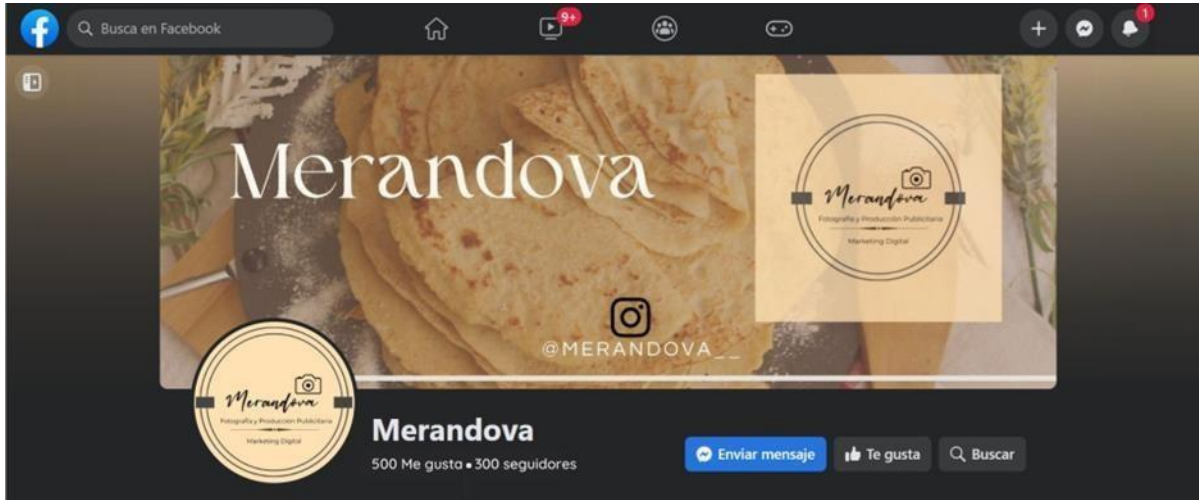 Busca en Facebook
9+
1
Merandova
Merandova
Fotografía y Producción Publicitaria
Marketing Digital
@MERANDOVA__
Merandova
Fotografía y Producción Publicitaria
Marketing Digital
Merandova
500 Me gusta • 300 seguidores
Enviar mensaje
Te gusta
Buscar